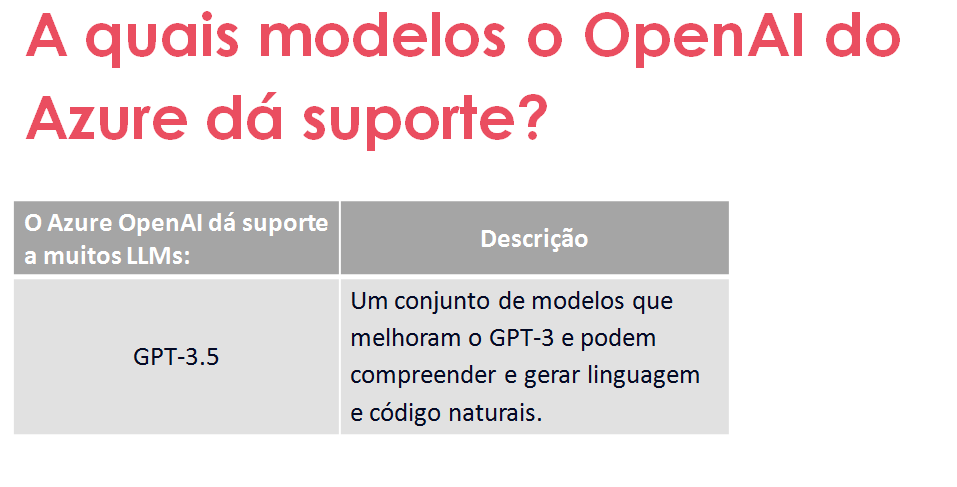 A quais modelos o OpenAI do
Azure dá suporte?
O Azure OpenAI dá suporte
a muitos LLMs:
Descrição
GPT-3.5
Um conjunto de modelos que
melhoram o GPT-3 e podem
compreender e gerar linguagem
e código naturais.